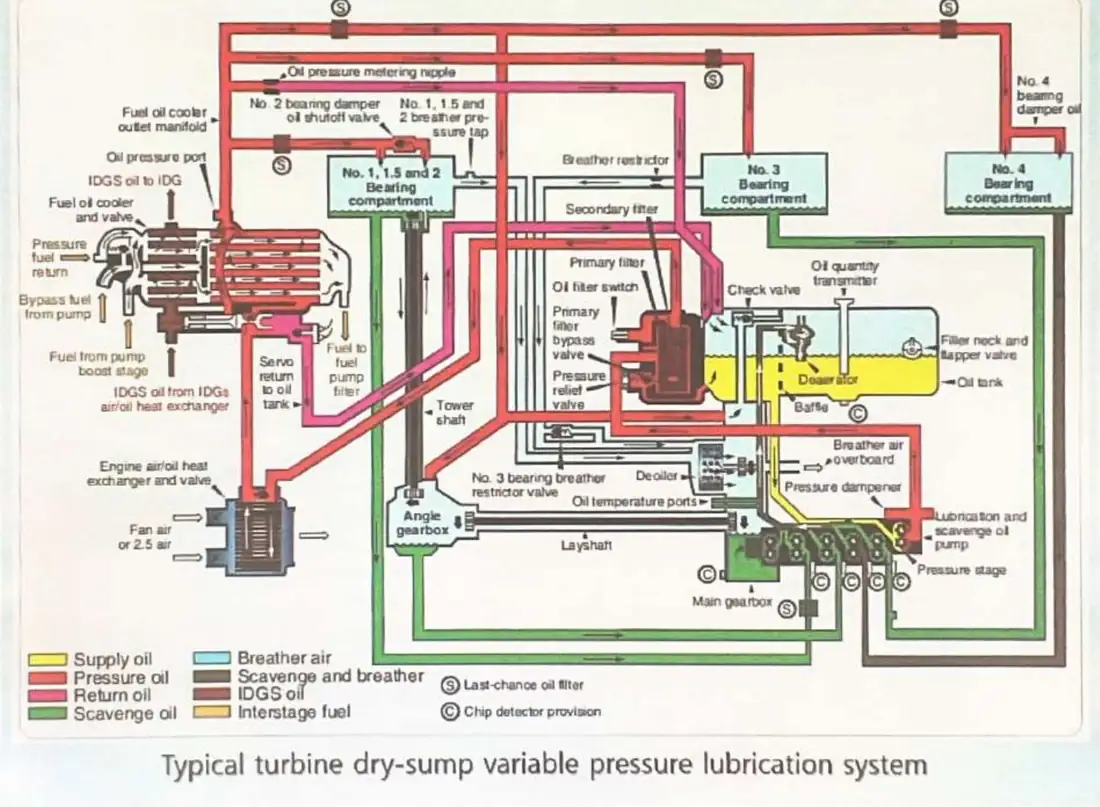 S
S
S
Oil pressure metering nipple
No. 2 bearing damper
oil shutoff valve
No. 1, 1.5 and
2 breather pre-
ssure tap
No. 4
bearing
damper oil
Fuel oil cooler
outlet manifold
S
Oil pressure port
IDGS oil to IDG
Fuel oil cooler
and valve
Pressure
fuel
return
Bypass fuel
from pump
Fuel from pump
boost stage
IDGS oil from IDGs
air/oil heat exchanger
No. 1, 1.5 and 2
Bearing
compartment
Breather restrictor
No. 3
Bearing
compartment
No. 4
Bearing
compartment
Secondary filter
Primary filter
Oil filter switch
Primary
filter
bypass
valve
Pressure
relief
valve
Oil quantity
transmitter
Check valve
Filler neck and
flapper valve
Oil tank
Deaerator
Baffle
C
Servo
return
to oil
tank
Fuel to
fuel
pump
filter
Tower
shaft
Engine air/oil heat
exchanger and valve
Fan air
or 2.5 air
No. 3 bearing breather
restrictor valve
Deoiler
Oil temperature ports
Breather air
overboard
Pressure dampener
Lubrication and
scavenge oil
pump
Pressure stage
Angle
gearbox
Layshaft
C
Main gearbox
S
C
C
C
C
Supply oil
Pressure oil
Return oil
Scavenge oil
Breather air
Scavenge and breather
IDGS oil
Interstage fuel
S Last-chance oil filter
C Chip detector provision
Typical turbine dry-sump variable pressure lubrication system